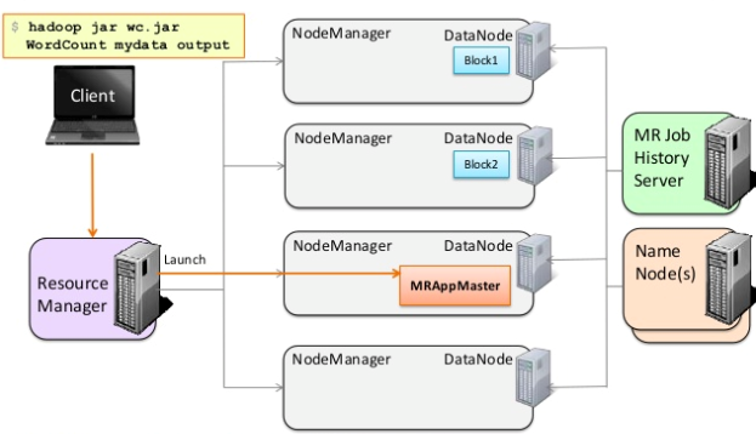 $ hadoop jar wc.jar
WordCount mydata output
Client
NodeManager DataNode
Block1
NodeManager DataNode
Block2
MR Job
History
Server
Launch
Resource
Manager
NodeManager DataNode
MRAppMaster
Name
Node(s)
NodeManager DataNode